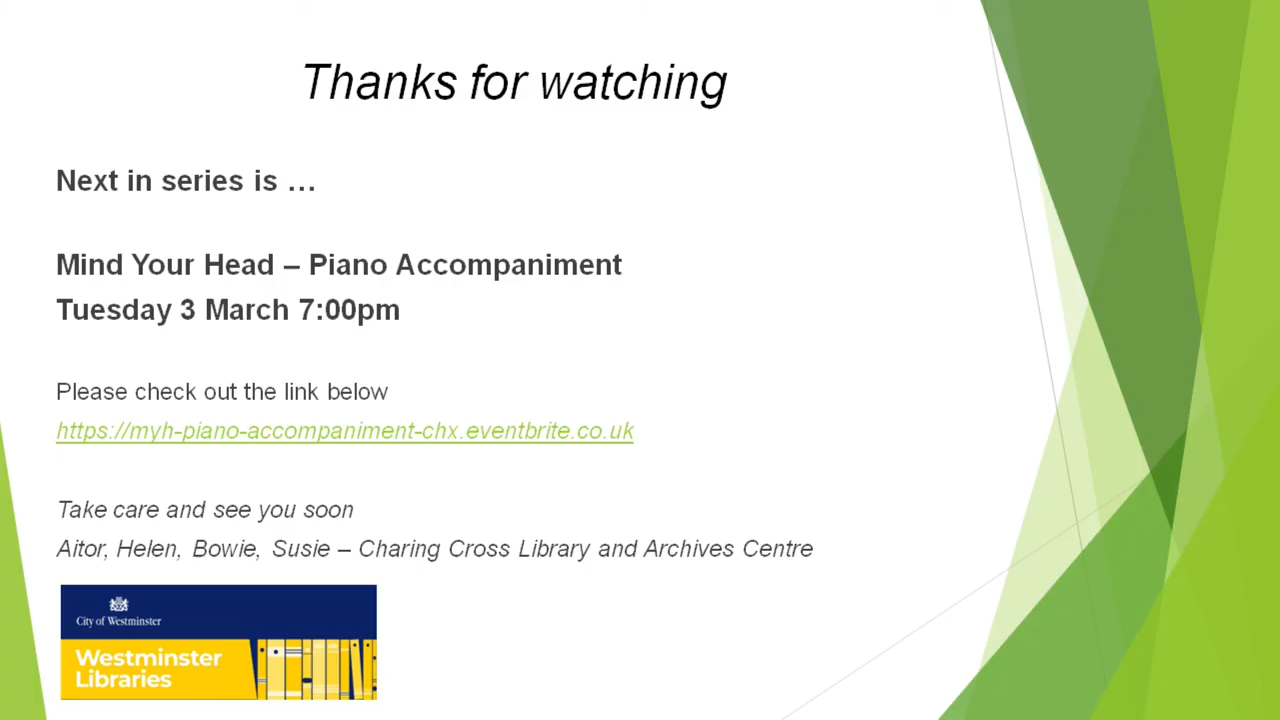 Thanks for watching
Next in series is …
Mind Your Head – Piano Accompaniment
Tuesday 3 March 7:00pm
Please check out the link below
https://myh-piano-accompaniment-chx.eventbrite.co.uk
Take care and see you soon
Aitor, Helen, Bowie, Susie – Charing Cross Library and Archives Centre
City of Westminster
Westminster
Libraries